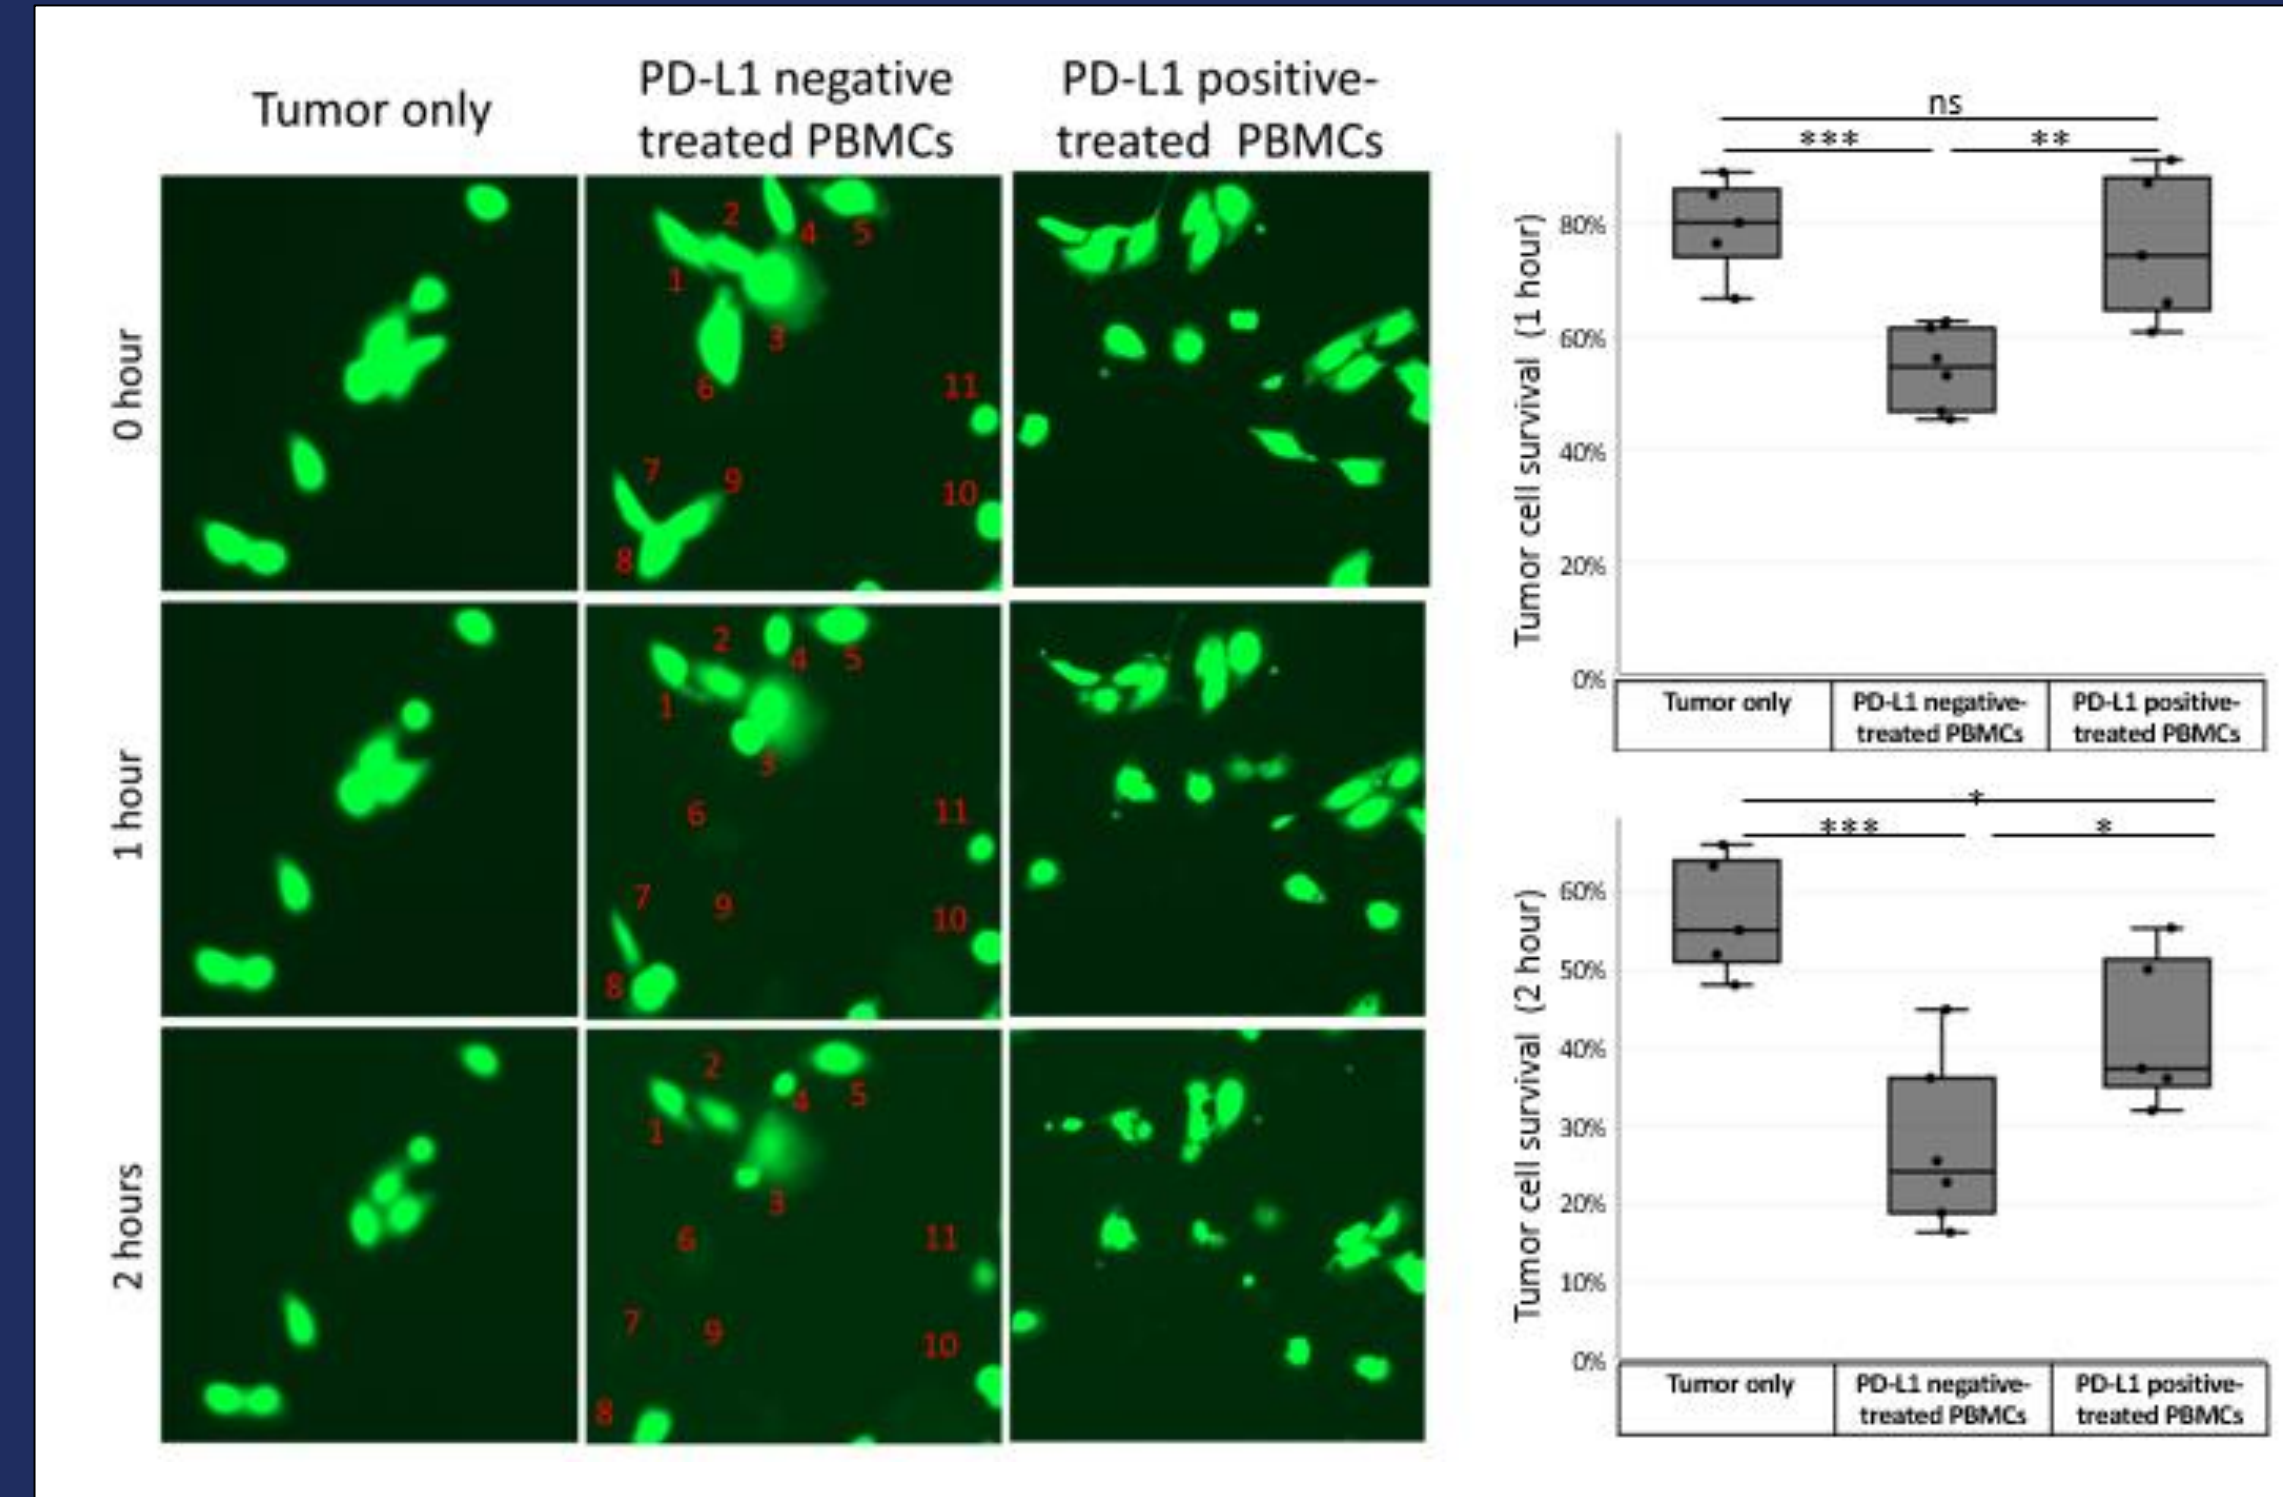 Tumor only
PD-L1 negative
treated PBMCs
PD-L1 positive-
treated PBMCs
0 hour
2
4
5
1
3
6
11
7
9
10
8
1 hour
2
4
5
1
3
6
11
7
9
10
8
2 hours
2
4
5
1
3
6
11
7
9
10
8
ns
*** **
Tumor cell survival (1 hour)
80%
60%
40%
20%
0%
Tumor only
PD-L1 negative-
treated PBMCs
PD-L1 positive-
treated PBMCs
*
*** *
Tumor cell survival (2 hour)
60%
50%
40%
30%
20%
10%
0%
Tumor only
PD-L1 negative-
treated PBMCs
PD-L1 positive-
treated PBMCs